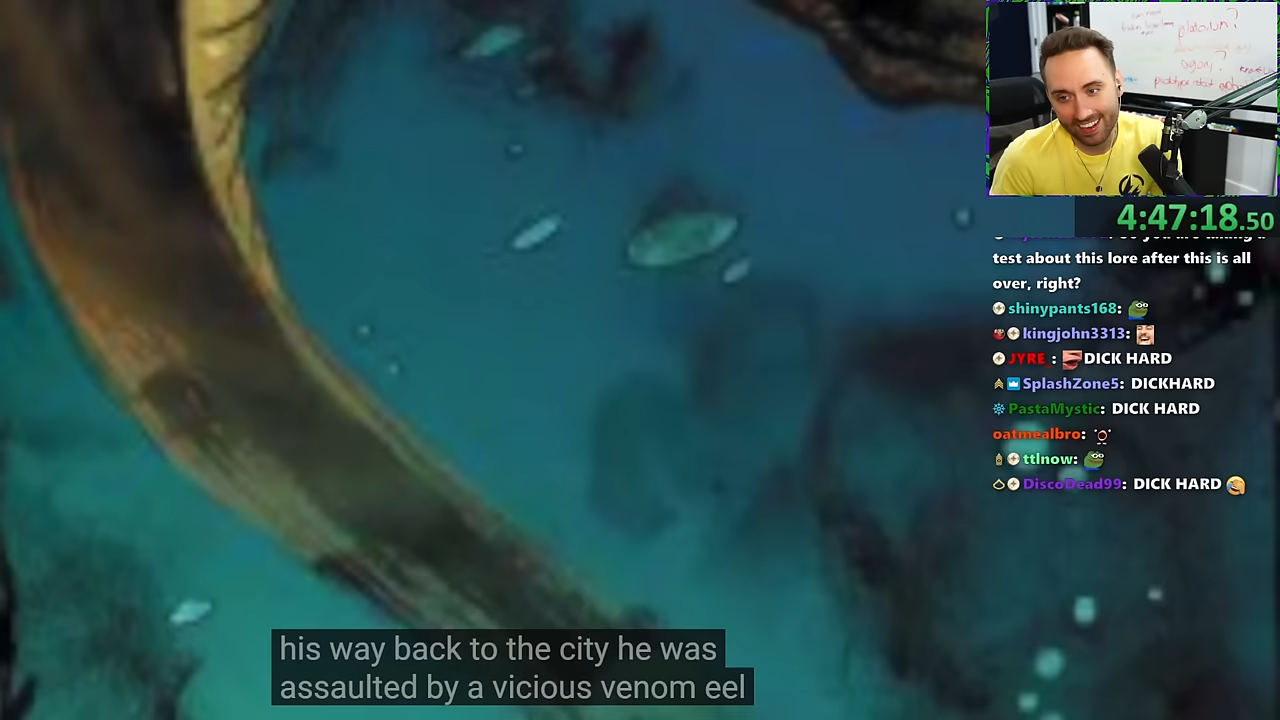 platinum?
?
4:47:18.50
test about this lore after this is all
over, right?
shinypants168:
kingjohn3313:
JYRE_: DICK HARD
SplashZone5: DICKHARD
PastaMystic: DICK HARD
oatmealbro:
ttlnow:
DiscoDead99: DICK HARD
his way back to the city he was
assaulted by a vicious venom eel